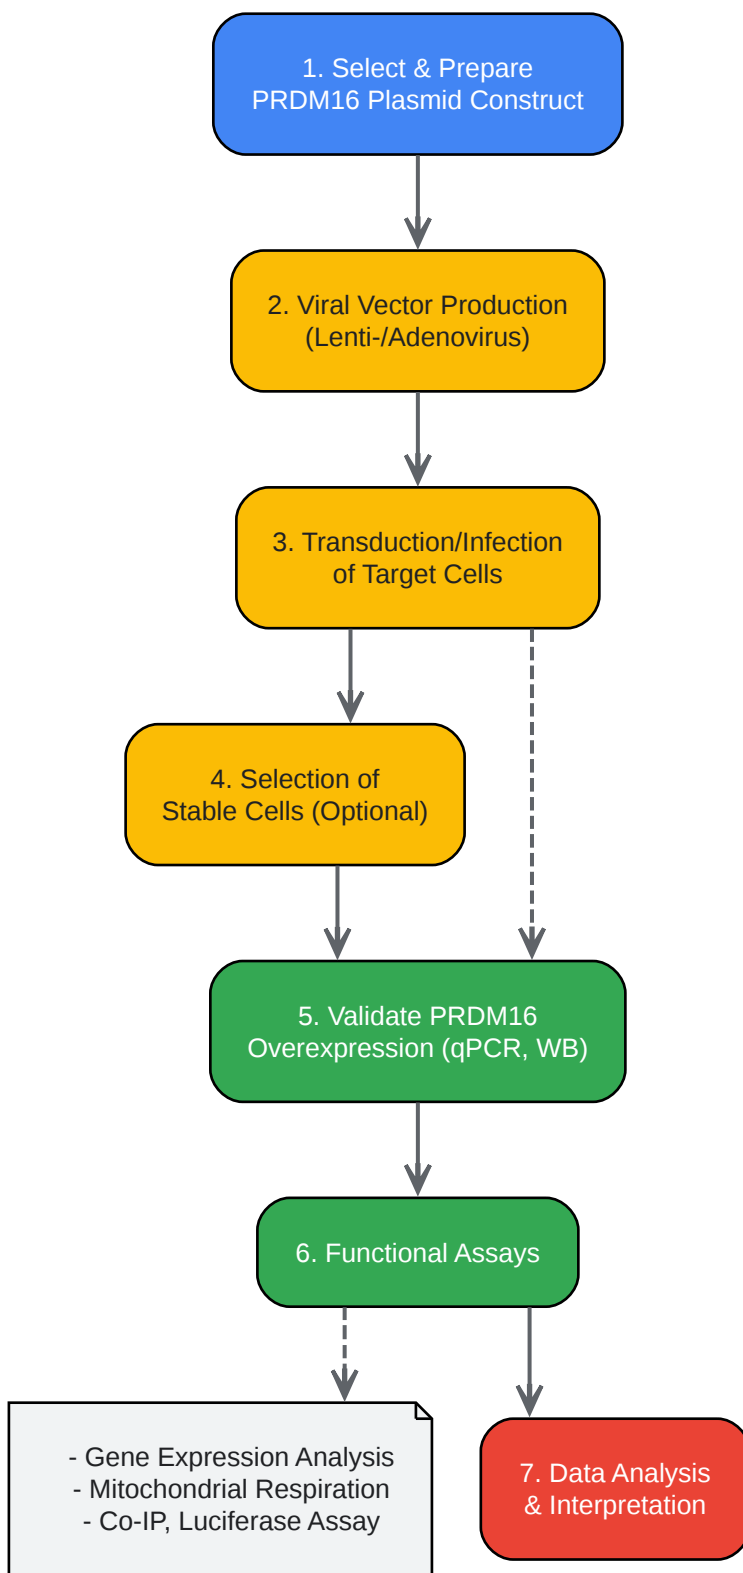 1. Select & Prepare
PRDM16 Plasmid Construct
2. Viral Vector Production
(Lenti-/Adenovirus)
3. Transduction/Infection
of Target Cells
4. Selection of
Stable Cells (Optional)
5. Validate PRDM16
Overexpression (qPCR, WB)
6. Functional Assays
- Gene Expression Analysis
- Mitochondrial Respiration
- Co-IP, Luciferase Assay
7. Data Analysis
& Interpretation